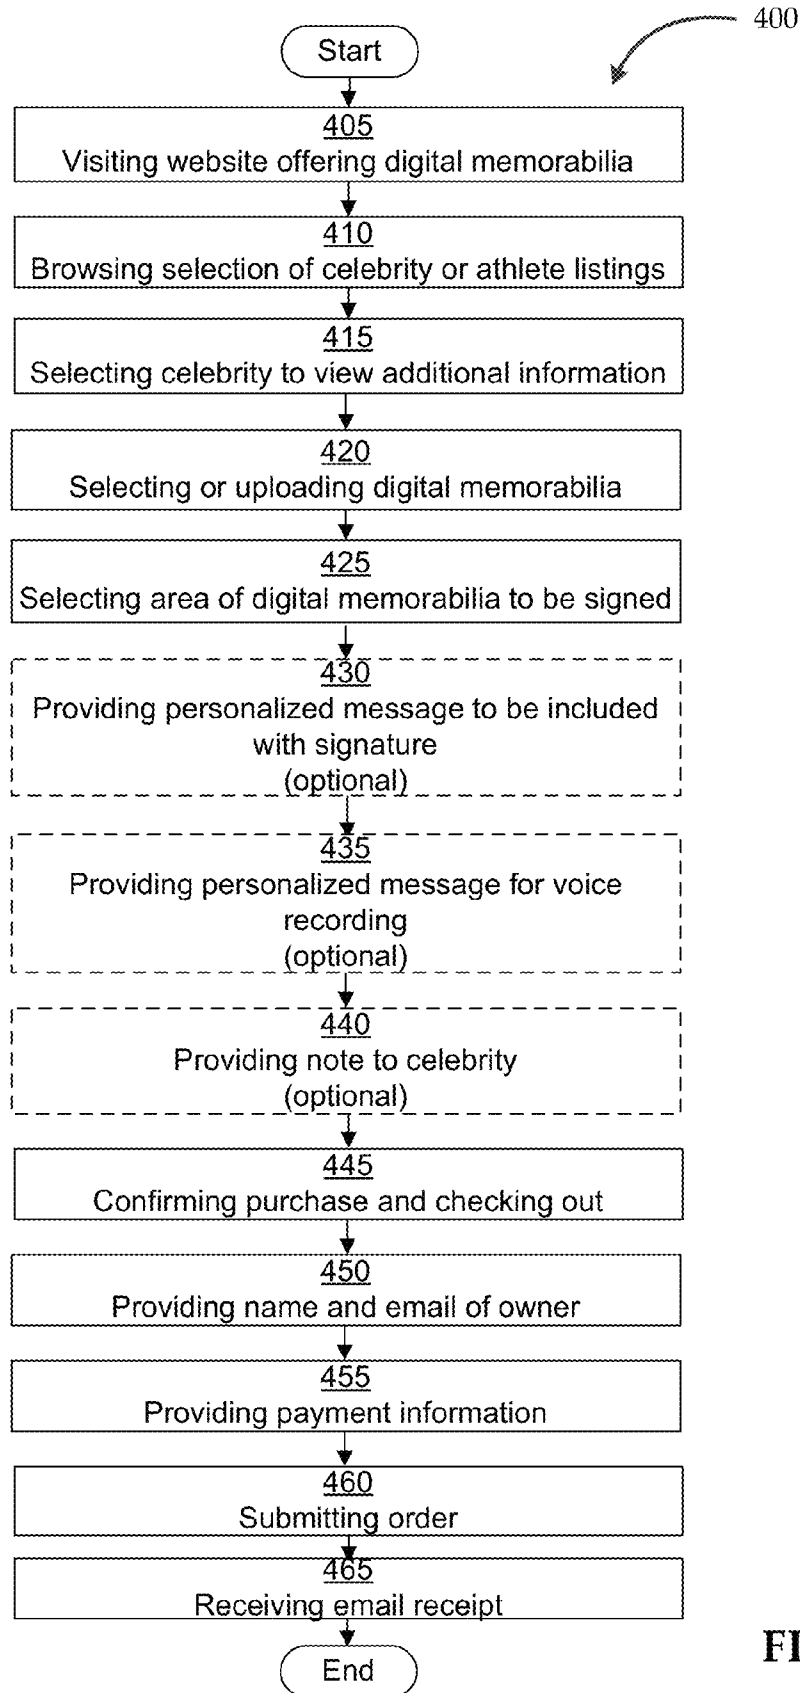 400
Start
405
Visiting website offering digital memorabilia
410
Browsing selection of celebrity or athlete listings
415
Selecting celebrity to view additional information
420
Selecting or uploading digital memorabilia
425
Selecting area of digital memorabilia to be signed
430
Providing personalized message to be included
with signature
(optional)
435
Providing personalized message for voice
recording
(optional)
440
Providing note to celebrity
(optional)
445
Confirming purchase and checking out
450
Providing name and email of owner
455
Providing payment information
460
Submitting order
465
Receiving email receipt
End